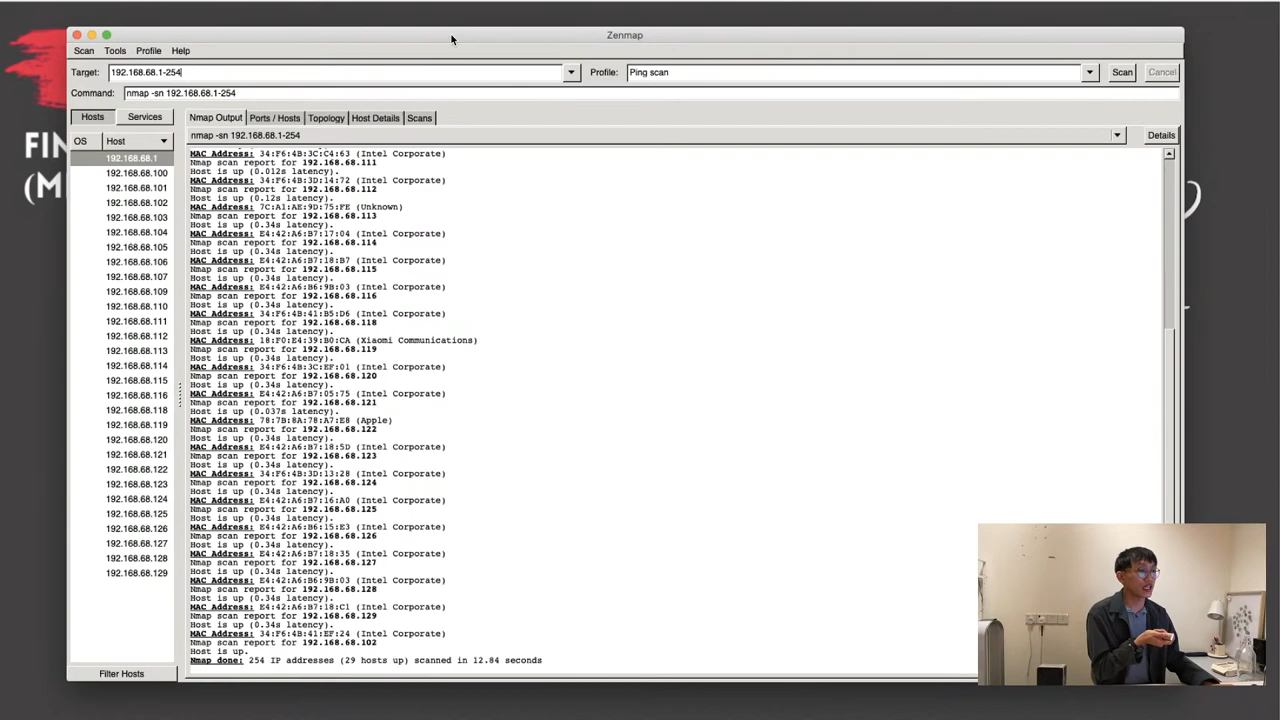 Zenmap
Scan Tools Profile Help
Target: 192.168.68.1-254 Profile: Ping scan Scan Cancel
Command: nmap -sn 192.168.68.1-254
Hosts Services Nmap Output Ports / Hosts Topology Host Details Scans
OS Host
nmap -sn 192.168.68.1-254 Details
192.168.68.1
192.168.68.100
192.168.68.101
192.168.68.102
192.168.68.103
192.168.68.104
192.168.68.105
192.168.68.106
192.168.68.107
192.168.68.109
192.168.68.110
192.168.68.111
192.168.68.112
192.168.68.113
192.168.68.114
192.168.68.115
192.168.68.116
192.168.68.118
192.168.68.119
192.168.68.120
192.168.68.121
192.168.68.122
192.168.68.123
192.168.68.124
192.168.68.125
192.168.68.126
192.168.68.127
192.168.68.128
192.168.68.129
Filter Hosts
MAC Address: 34:F6:4B:3C:C4:63 (Intel Corporate)
Nmap scan report for 192.168.68.111
Host is up (0.012s latency).
MAC Address: 34:F6:4B:3D:14:72 (Intel Corporate)
Nmap scan report for 192.168.68.112
Host is up (0.12s latency).
MAC Address: 7C:A1:AE:9D:75:FE (Unknown)
Nmap scan report for 192.168.68.113
Host is up (0.34s latency).
MAC Address: E4:42:A6:B7:17:04 (Intel Corporate)
Nmap scan report for 192.168.68.114
Host is up (0.34s latency).
MAC Address: E4:42:A6:B7:18:B7 (Intel Corporate)
Nmap scan report for 192.168.68.115
Host is up (0.34s latency).
MAC Address: E4:42:A6:B6:9B:03 (Intel Corporate)
Nmap scan report for 192.168.68.116
Host is up (0.34s latency).
MAC Address: 34:F6:4B:41:B5:D6 (Intel Corporate)
Nmap scan report for 192.168.68.118
Host is up (0.34s latency).
MAC Address: 18:F0:E4:39:B0:CA (Xiaomi Communications)
Nmap scan report for 192.168.68.119
Host is up (0.34s latency).
MAC Address: 34:F6:4B:3C:EF:01 (Intel Corporate)
Nmap scan report for 192.168.68.120
Host is up (0.34s latency).
MAC Address: E4:42:A6:B7:05:75 (Intel Corporate)
Nmap scan report for 192.168.68.121
Host is up (0.037s latency).
MAC Address: 78:7B:8A:78:A7:E8 (Apple)
Nmap scan report for 192.168.68.122
Host is up (0.34s latency).
MAC Address: E4:42:A6:B7:18:5D (Intel Corporate)
Nmap scan report for 192.168.68.123
Host is up (0.34s latency).
MAC Address: 34:F6:4B:3D:13:28 (Intel Corporate)
Nmap scan report for 192.168.68.124
Host is up (0.34s latency).
MAC Address: E4:42:A6:B7:16:A0 (Intel Corporate)
Nmap scan report for 192.168.68.125
Host is up (0.34s latency).
MAC Address: E4:42:A6:B6:15:E3 (Intel Corporate)
Nmap scan report for 192.168.68.126
Host is up (0.34s latency).
MAC Address: E4:42:A6:B7:18:35 (Intel Corporate)
Nmap scan report for 192.168.68.127
Host is up (0.34s latency).
MAC Address: E4:42:A6:B6:9B:03 (Intel Corporate)
Nmap scan report for 192.168.68.128
Host is up (0.34s latency).
MAC Address: E4:42:A6:B7:18:C1 (Intel Corporate)
Nmap scan report for 192.168.68.129
Host is up (0.34s latency).
MAC Address: 34:F6:4B:41:EF:24 (Intel Corporate)
Nmap scan report for 192.168.68.102
Host is up.
Nmap done: 254 IP addresses (29 hosts up) scanned in 12.84 seconds